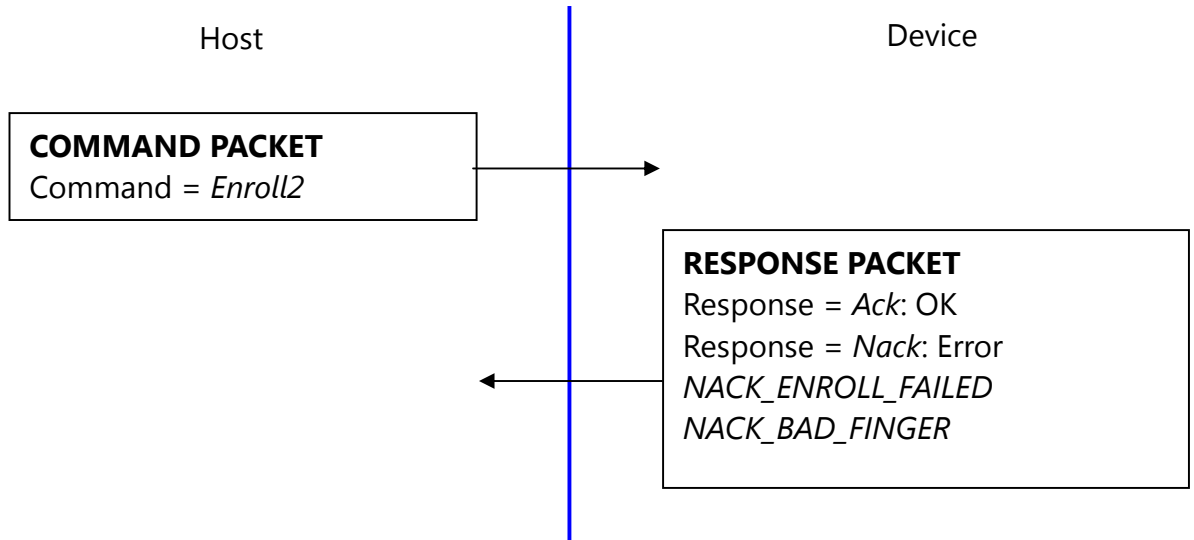 Host
Device
COMMAND PACKET
Command = Enroll2
RESPONSE PACKET
Response = Ack: OK
Response = Nack: Error
NACK_ENROLL_FAILED
NACK_BAD_FINGER